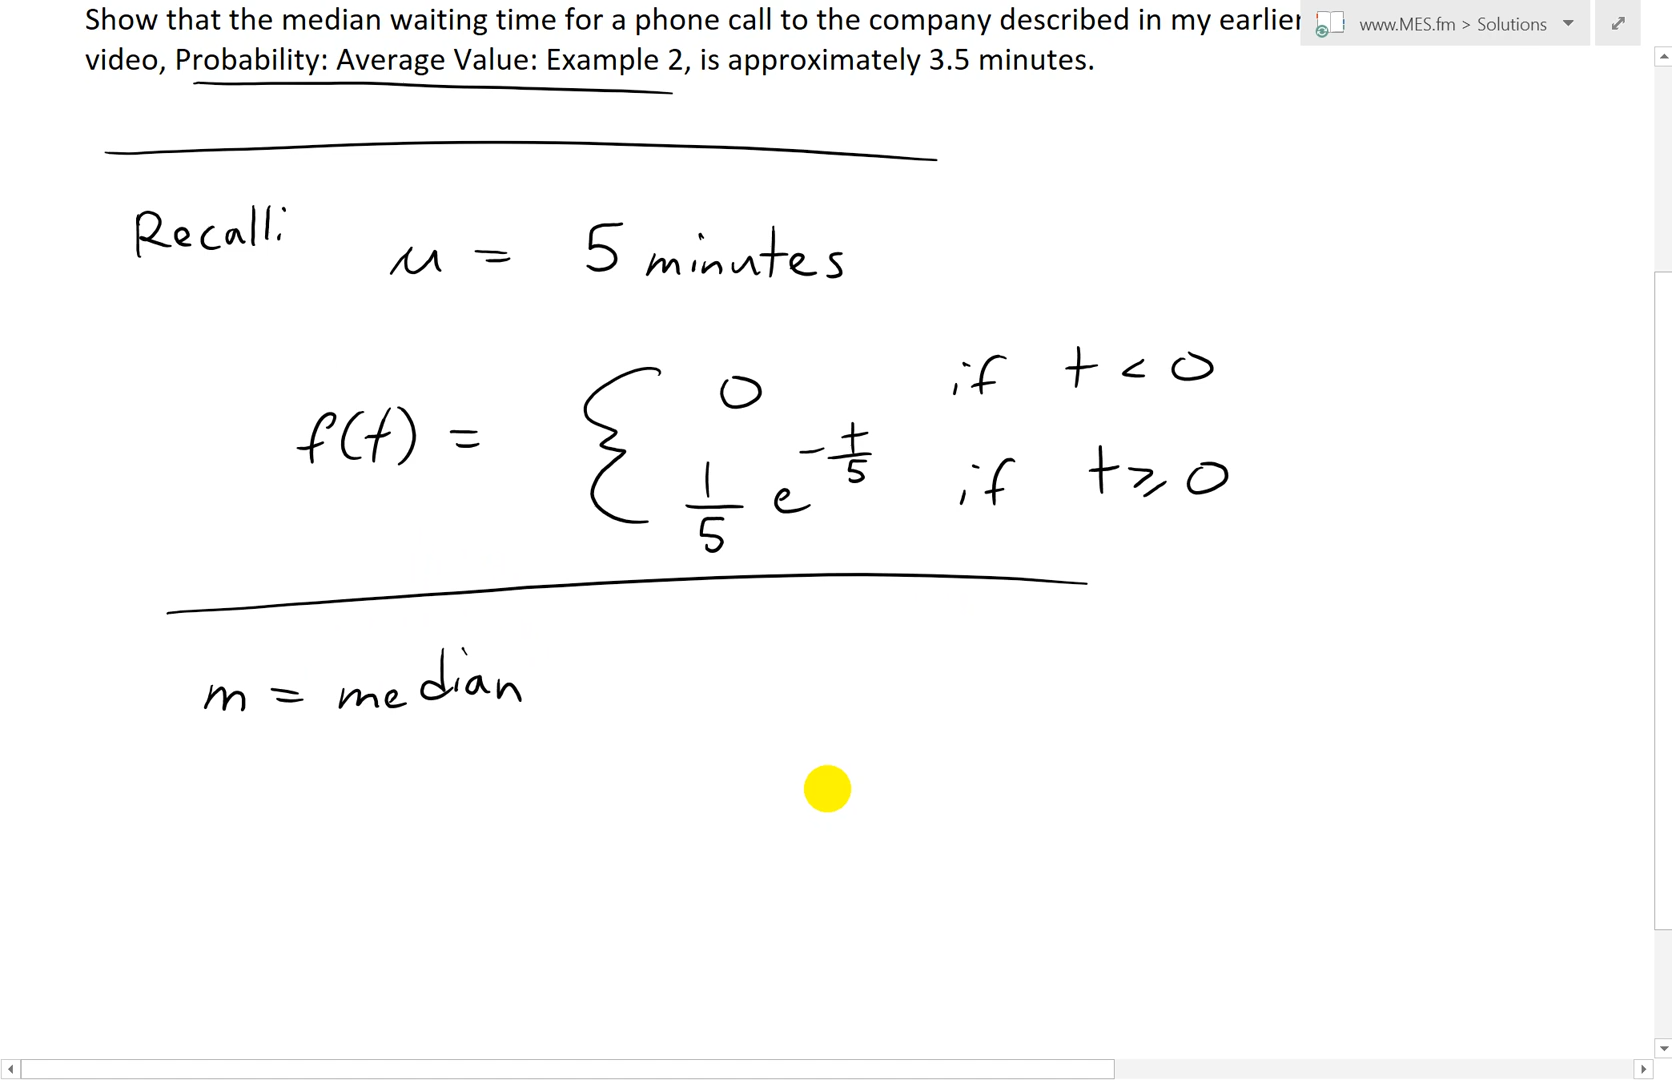 Show that the median waiting time for a phone call to the company described in my earlier
www.MES.fm > Solutions
video, Probability: Average Value: Example 2, is approximately 3.5 minutes.
Recall:
μ = 5 minutes
f(t) = { 0 if t < 0
1/5 e^(-t/5) if t ≥ 0
m = median